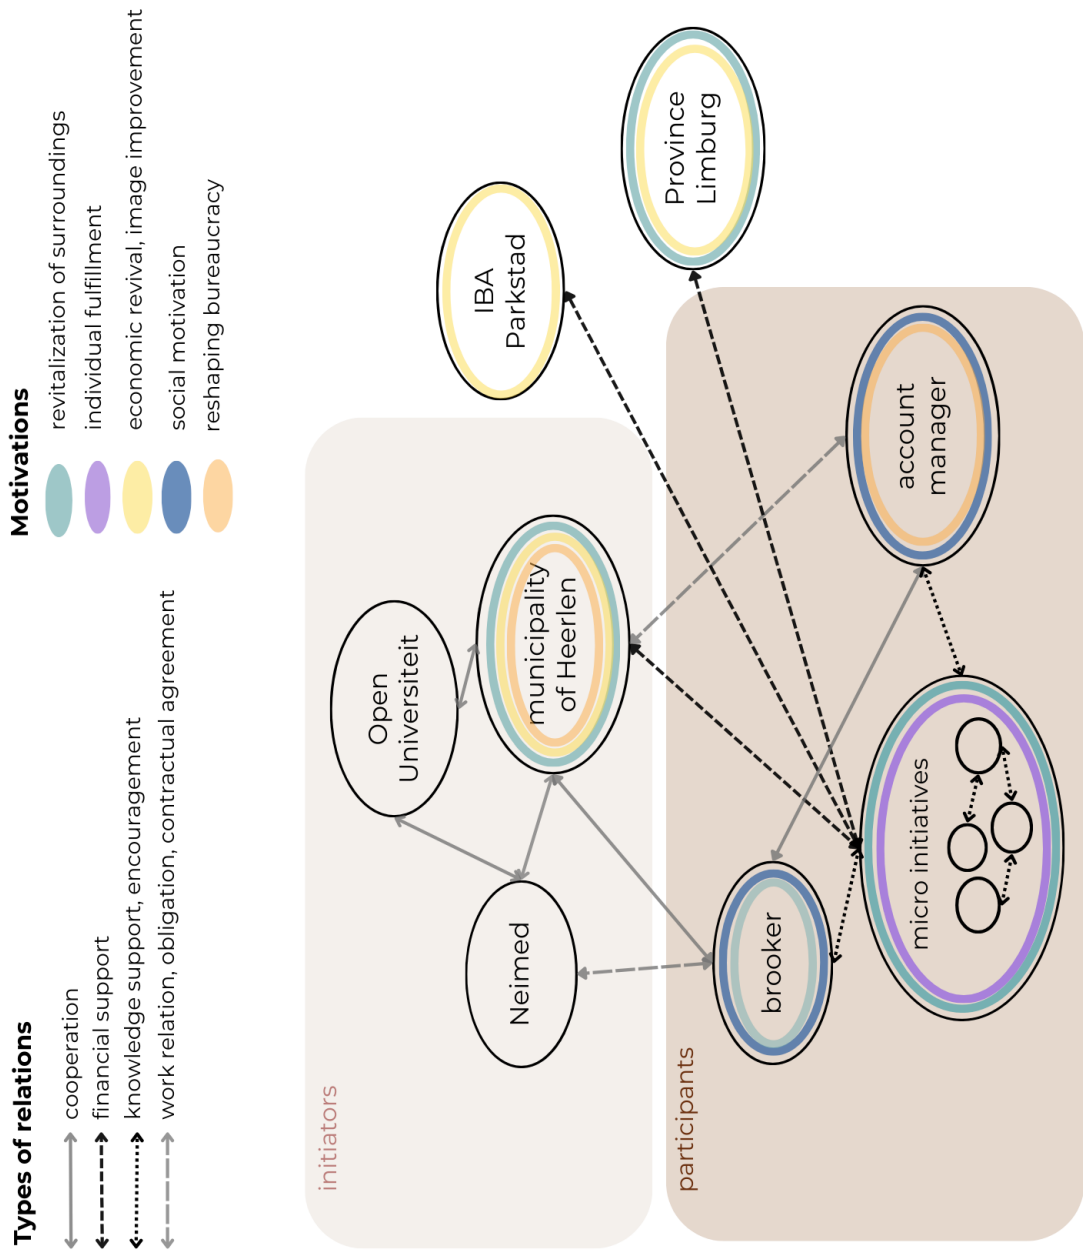 Types of relations
cooperation
financial support
knowledge support, encouragement
work relation, obligation, contractual agreement
Motivations
revitalization of surroundings
individual fulfillment
economic revival, image improvement
social motivation
reshaping bureaucracy
initiators
Open
Universiteit
Neimed
municipality
of Heerlen
IBA
Parkstad
Province
Limburg
participants
brooker
account
manager
micro initiatives